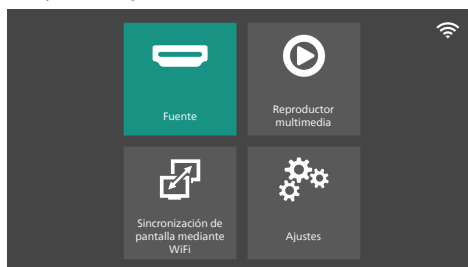 Fuente
Reproductor
multimedia
Sincronización de
pantalla mediante
WiFi
Ajustes